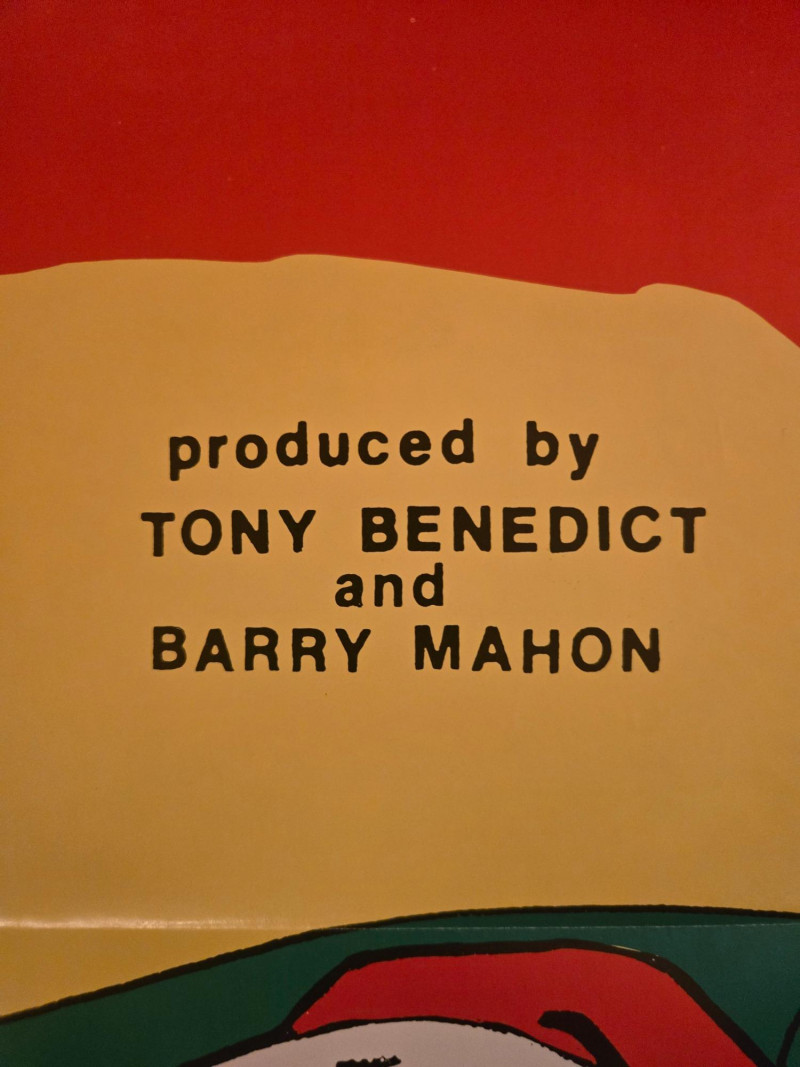 produced by
TONY BENEDICT
and
BARRY MAHON